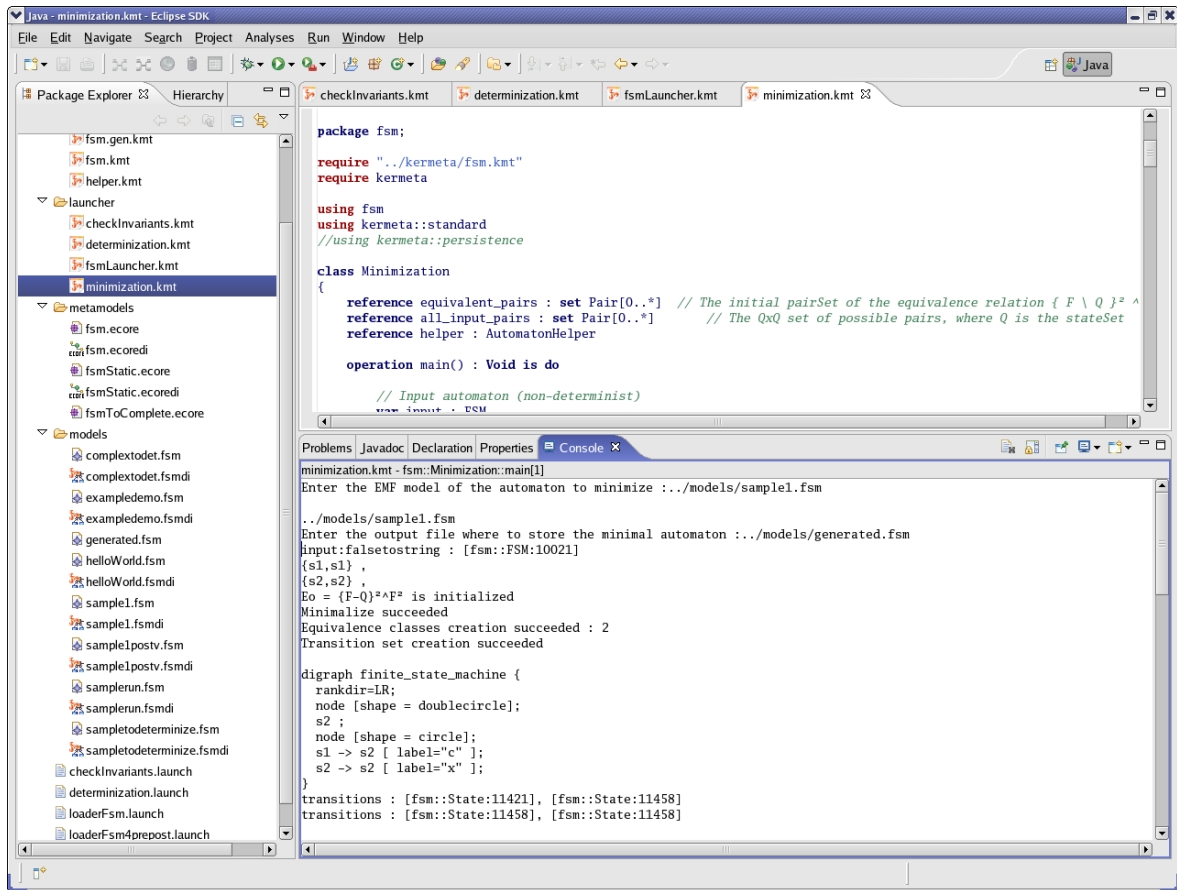 Java - minimization.kmt - Eclipse SDK
File Edit Navigate Search Project Analyses Run Window Help
Java
Package Explorer Hierarchy
fsm.gen.kmt
fsm.kmt
helper.kmt
launcher
checkInvariants.kmt
determinization.kmt
fsmLauncher.kmt
minimization.kmt
metamodels
fsm.ecore
fsm.ecoredi
fsmStatic.ecore
fsmStatic.ecoredi
fsmToComplete.ecore
models
complextodet.fsm
complextodet.fsmdi
exampledemo.fsm
exampledemo.fsmdi
generated.fsm
helloWorld.fsm
helloWorld.fsmdi
sample1.fsm
sample1.fsmdi
sample1postv.fsm
sample1postv.fsmdi
samplerun.fsm
samplerun.fsmdi
sampletodeterminize.fsm
sampletodeterminize.fsmdi
checkInvariants.launch
determinization.launch
loaderFsm.launch
loaderFsm4prepost.launch
checkInvariants.kmt determinization.kmt fsmLauncher.kmt minimization.kmt
package fsm;
require "../kermeta/fsm.kmt"
require kermeta
using fsm
using kermeta::standard
//using kermeta::persistence
class Minimization
{
reference equivalent_pairs : set Pair[0..*] // The initial pairSet of the equivalence relation { F \ Q }² ^
reference all_input_pairs : set Pair[0..*] // The QxQ set of possible pairs, where Q is the stateSet
reference helper : AutomatonHelper
operation main() : Void is do
// Input automaton (non-determinist)
var input : FSM
Problems Javadoc Declaration Properties Console
minimization.kmt - fsm::Minimization::main[1]
Enter the EMF model of the automaton to minimize :../models/sample1.fsm
../models/sample1.fsm
Enter the output file where to store the minimal automaton :../models/generated.fsm
input:falsetostring : [fsm::FSM:10021]
{s1,s1} ,
{s2,s2} ,
Eo = {F-Q}²^F² is initialized
Minimalize succeeded
Equivalence classes creation succeeded : 2
Transition set creation succeeded
digraph finite_state_machine {
rankdir=LR;
node [shape = doublecircle];
s2 ;
node [shape = circle];
s1 -> s2 [ label="c" ];
s2 -> s2 [ label="x" ];
}
transitions : [fsm::State:11421], [fsm::State:11458]
transitions : [fsm::State:11458], [fsm::State:11458]